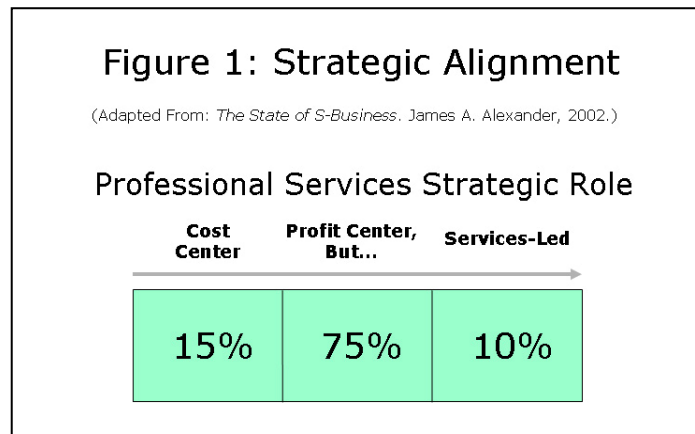 Figure 1: Strategic Alignment
(Adapted From: The State of S-Business. James A. Alexander, 2002.)
Professional Services Strategic Role
Cost
Center
Profit Center,
But...
Services-Led
15%
75%
10%